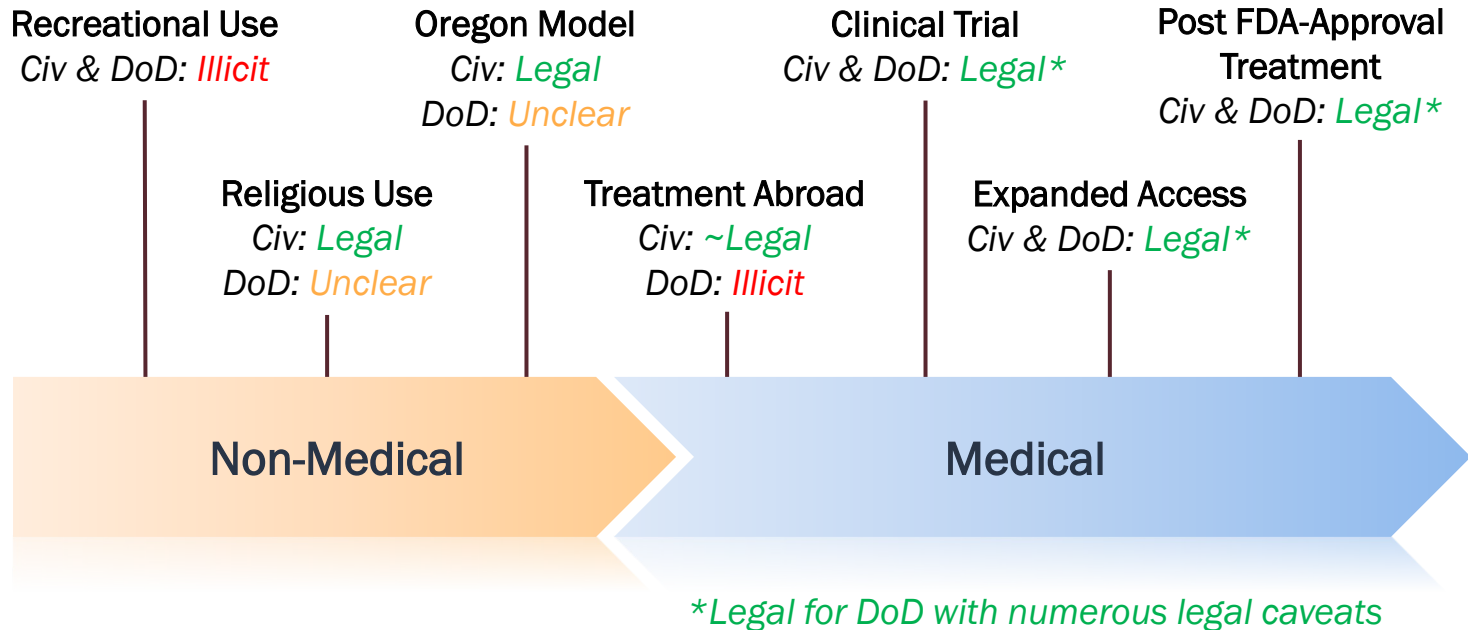 Recreational Use
Civ & DoD: Illicit
Religious Use
Civ: Legal
DoD: Unclear
Oregon Model
Civ: Legal
DoD: Unclear
Treatment Abroad
Civ: ~Legal
DoD: Illicit
Clinical Trial
Civ & DoD: Legal*
Expanded Access
Civ & DoD: Legal*
Post FDA-Approval
Treatment
Civ & DoD: Legal*
Non-Medical
Medical
*Legal for DoD with numerous legal caveats